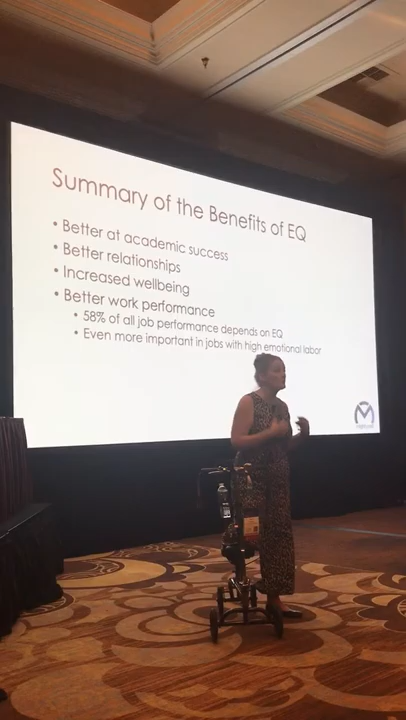 Summary of the Benefits of EQ
• Better at academic success
• Better relationships
• Increased wellbeing
• Better work performance
• 58% of all job performance depends on EQ
• Even more important in jobs with high emotional labor
M